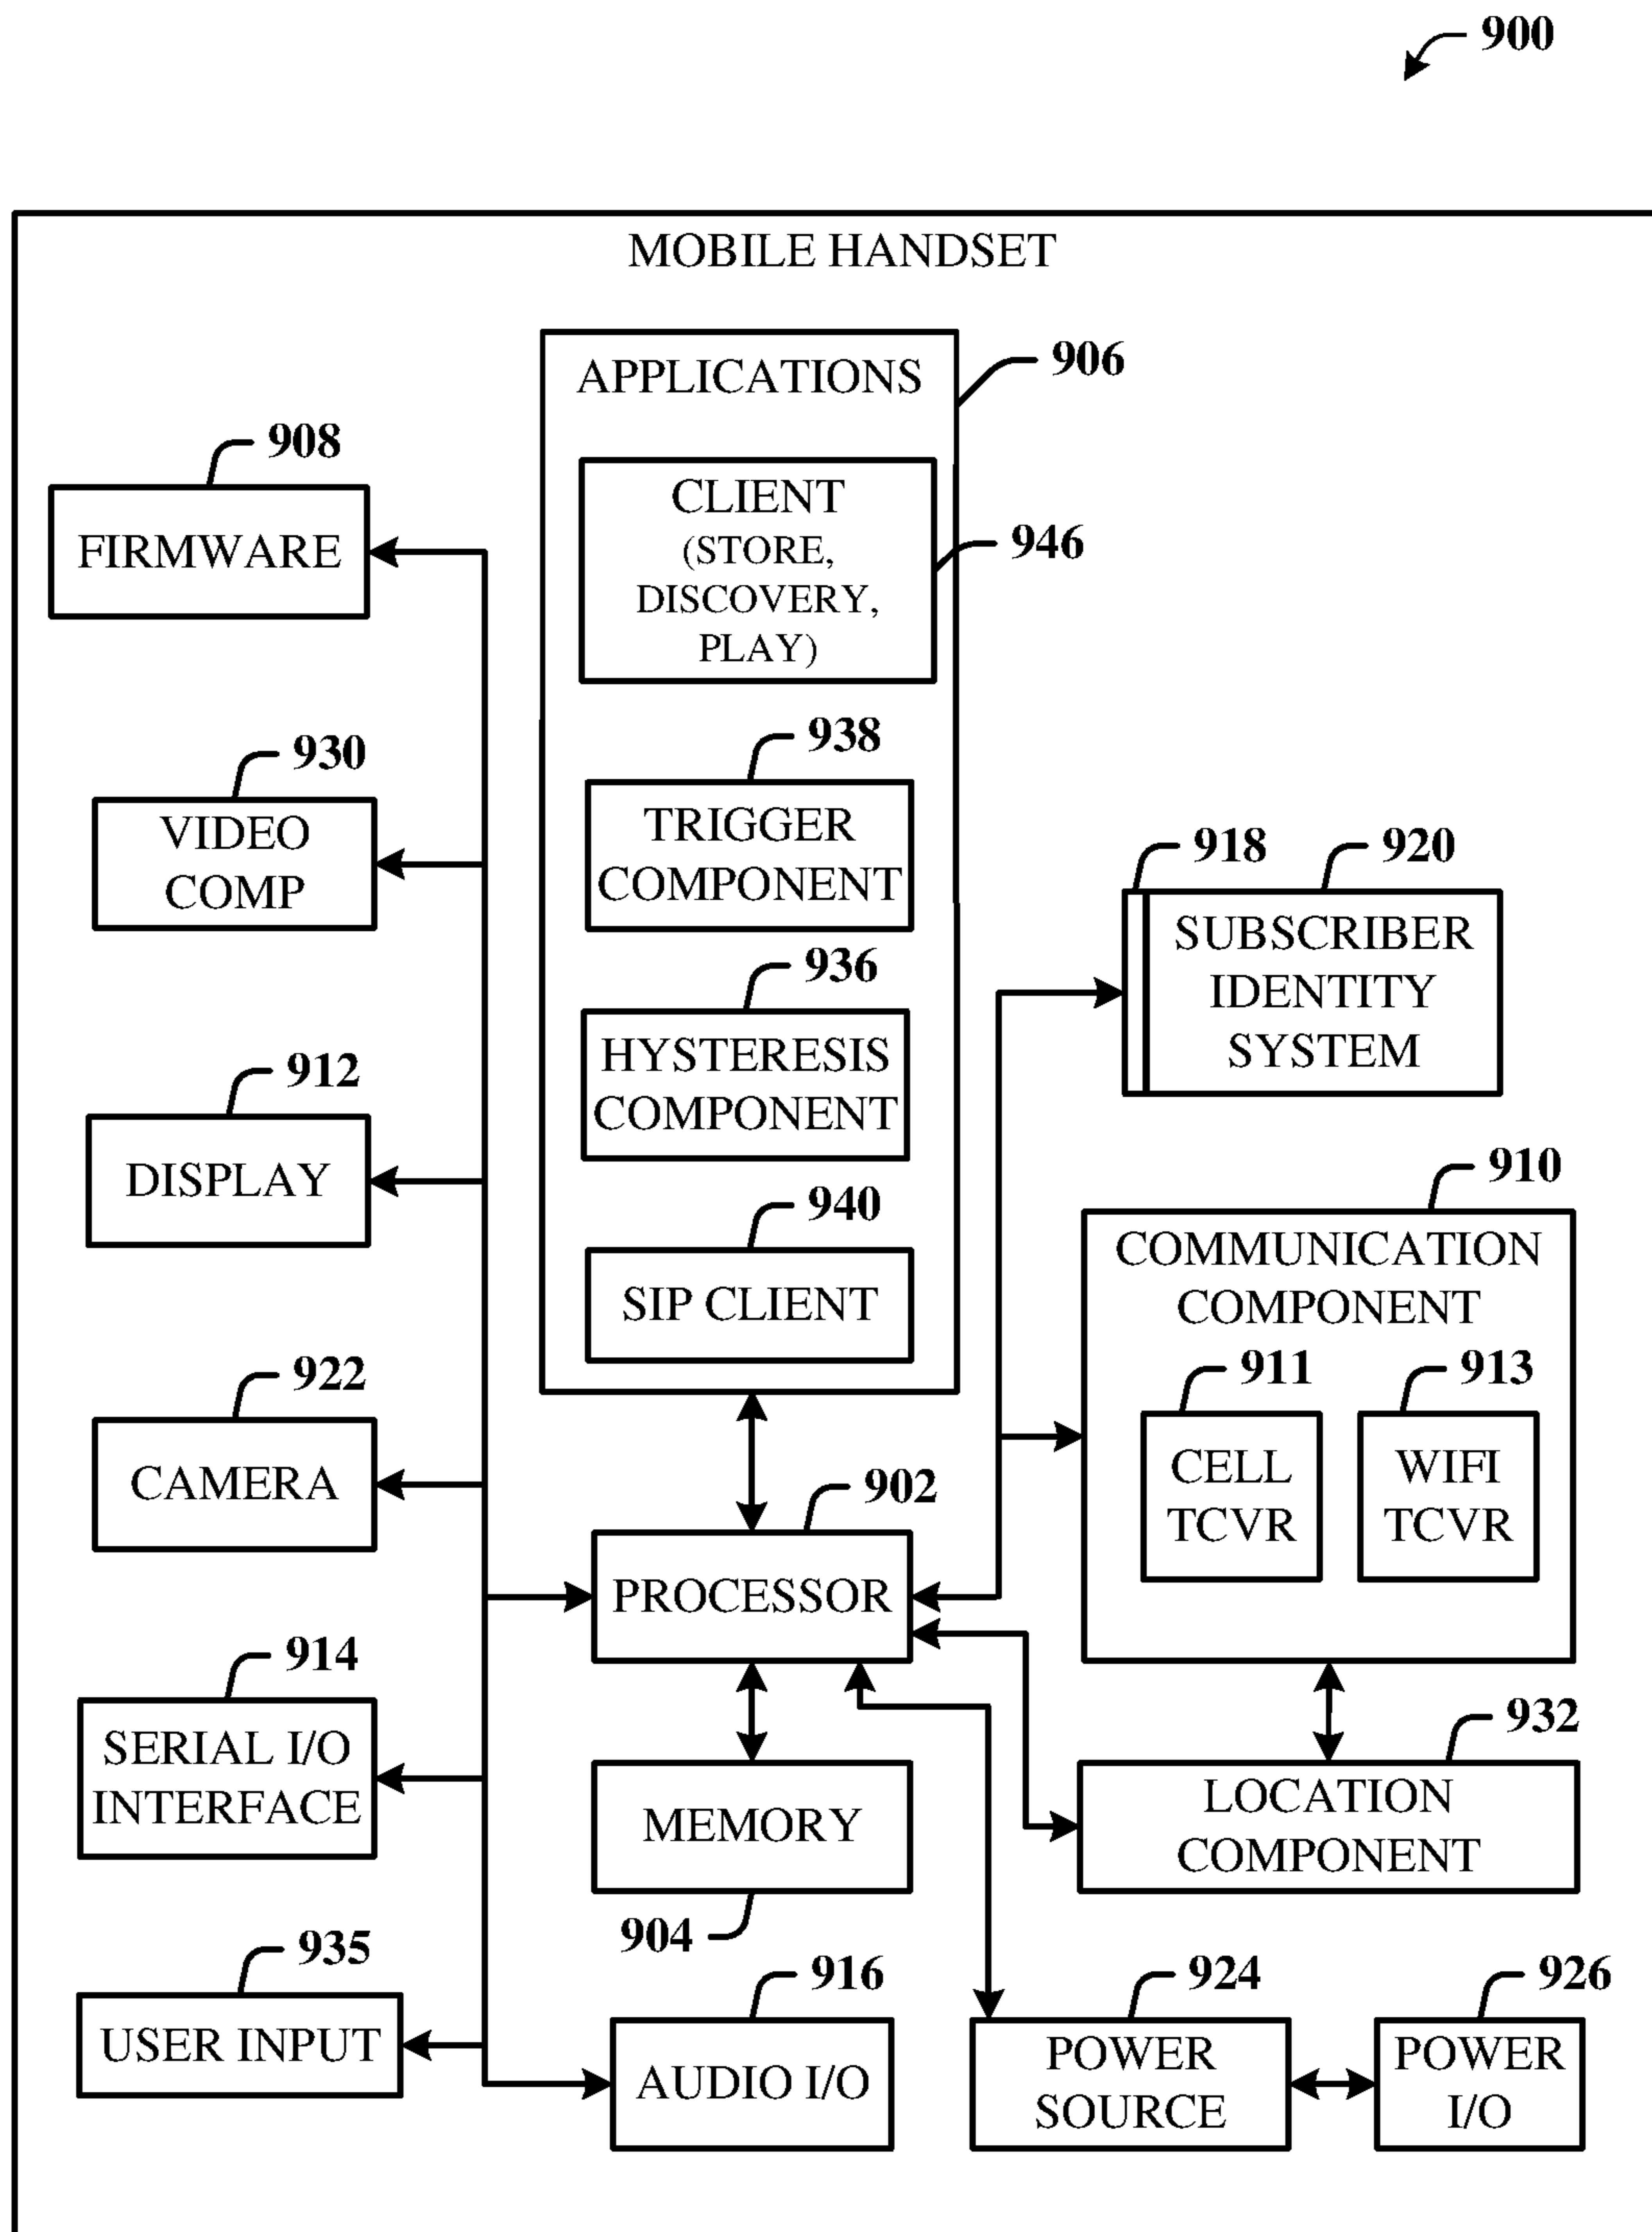 900
MOBILE HANDSET
APPLICATIONS
906
CLIENT
(STORE,
DISCOVERY,
PLAY)
946
908
FIRMWARE
938
TRIGGER
COMPONENT
930
VIDEO
COMP
918
920
SUBSCRIBER
IDENTITY
SYSTEM
936
HYSTERESIS
COMPONENT
912
DISPLAY
940
SIP CLIENT
910
COMMUNICATION
COMPONENT
911
CELL
TCVR
913
WIFI
TCVR
922
CAMERA
902
PROCESSOR
914
SERIAL I/O
INTERFACE
MEMORY
904
932
LOCATION
COMPONENT
935
USER INPUT
916
AUDIO I/O
924
POWER
SOURCE
926
POWER
I/O